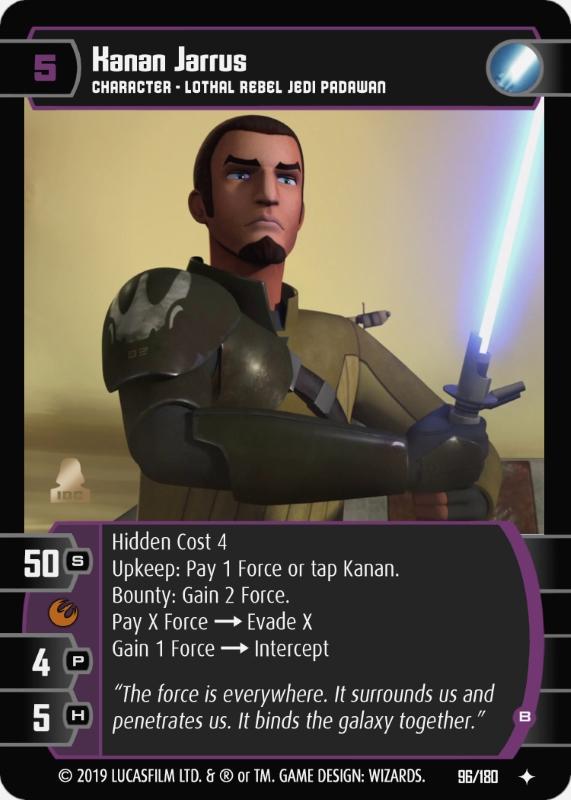 5
Kanan Jarrus
CHARACTER - LOTHAL REBEL JEDI PADAWAN
IDC
50 S
4 P
5 H
Hidden Cost 4
Upkeep: Pay 1 Force or tap Kanan.
Bounty: Gain 2 Force.
Pay X Force → Evade X
Gain 1 Force → Intercept
“The force is everywhere. It surrounds us and
penetrates us. It binds the galaxy together.”
B
© 2019 LUCASFILM LTD. & ® or TM. GAME DESIGN: WIZARDS. 96/180